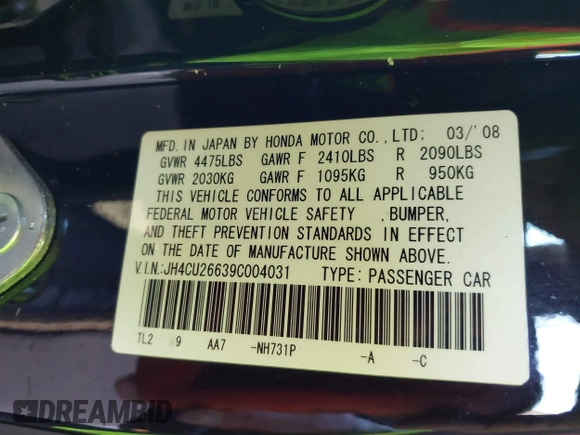 MFD. IN JAPAN BY HONDA MOTOR CO.,LTD: 03/'08
GVWR 4475LBS GAWR F 2410LBS R 2090LBS
GVWR 2030KG GAWR F 1095KG R 950KG
THIS VEHICLE CONFORMS TO ALL APPLICABLE
FEDERAL MOTOR VEHICLE SAFETY ,BUMPER,
AND THEFT PREVENTION STANDARDS IN EFFECT
ON THE DATE OF MANUFACTURE SHOWN ABOVE.
V.I.N.:JH4CU26639C004031 TYPE: PASSENGER CAR
TL2 9 AA7 -NH731P -A -C
DREAMBID